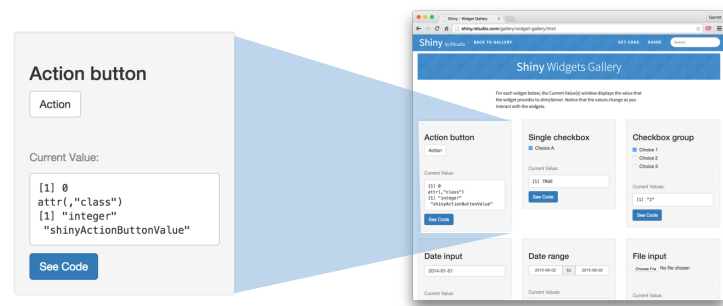 Action button
Action
Current Value:
[1] 0
attr(,"class")
[1] "integer"
"shinyActionButtonValue"
See Code
Shiny - Widget Gallery
Garrett
shiny.rstudio.com/gallery/widget-gallery.html
Shiny by RStudio BACK TO GALLERY GET CODE SHARE Search
Shiny Widgets Gallery
For each widget below, the Current Value(s) window displays the value that
the widget provides to shinyServer. Notice that the values change as you
interact with the widgets.
Action button
Action
Current Value:
[1] 0
attr(,"class")
[1] "integer"
"shinyActionButtonValue"
See Code
Single checkbox
Choice A
Current Value:
[1] TRUE
See Code
Checkbox group
Choice 1
Choice 2
Choice 3
Current Values:
[1] "1"
See Code
Date input
2014-01-01
Current Value:
Date range
2015-09-02 to 2015-09-02
Current Values:
File input
Choose File No file chosen
Current Value: